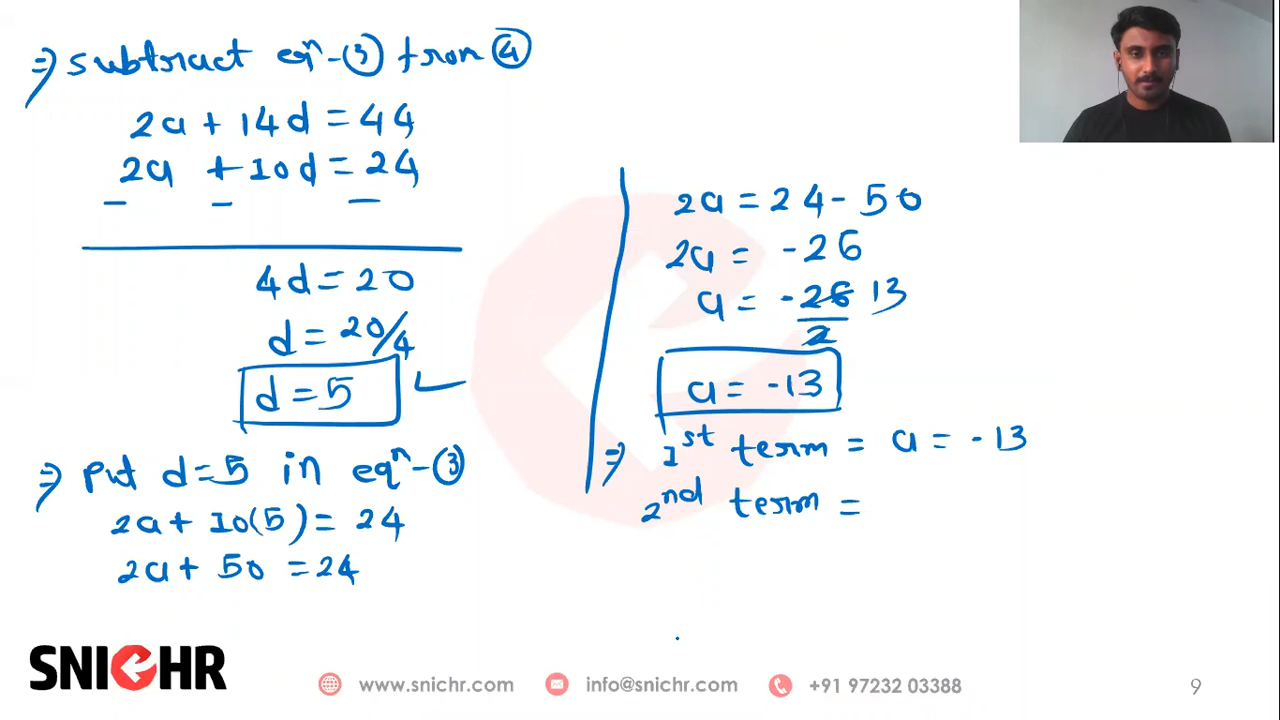 ⇒ subtract eqⁿ-③ from ④
2a + 14d = 44
2a + 10d = 24
− − −
4d = 20
d = 20/4
d = 5 ✓
⇒ put d=5 in eqⁿ-③
2a + 10(5) = 24
2a + 50 = 24
2a = 24 - 50
2a = -26
a = -26/2 13
a = -13
⇒ 1st term = a = -13
2nd term =
SNICHR
www.snichr.com info@snichr.com +91 97232 03388 9